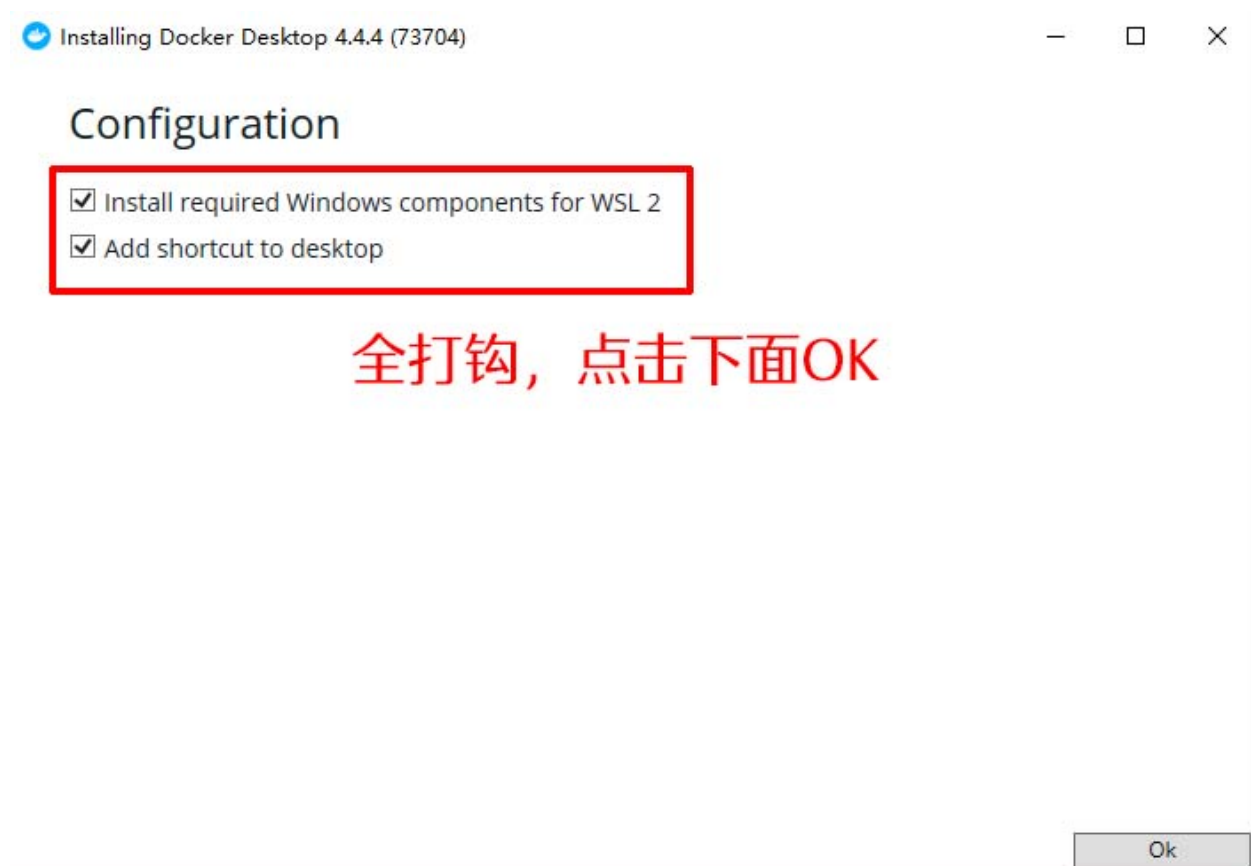 Installing Docker Desktop 4.4.4 (73704)
Configuration
Install required Windows components for WSL 2
Add shortcut to desktop
全打钩，点击下面OK
Ok